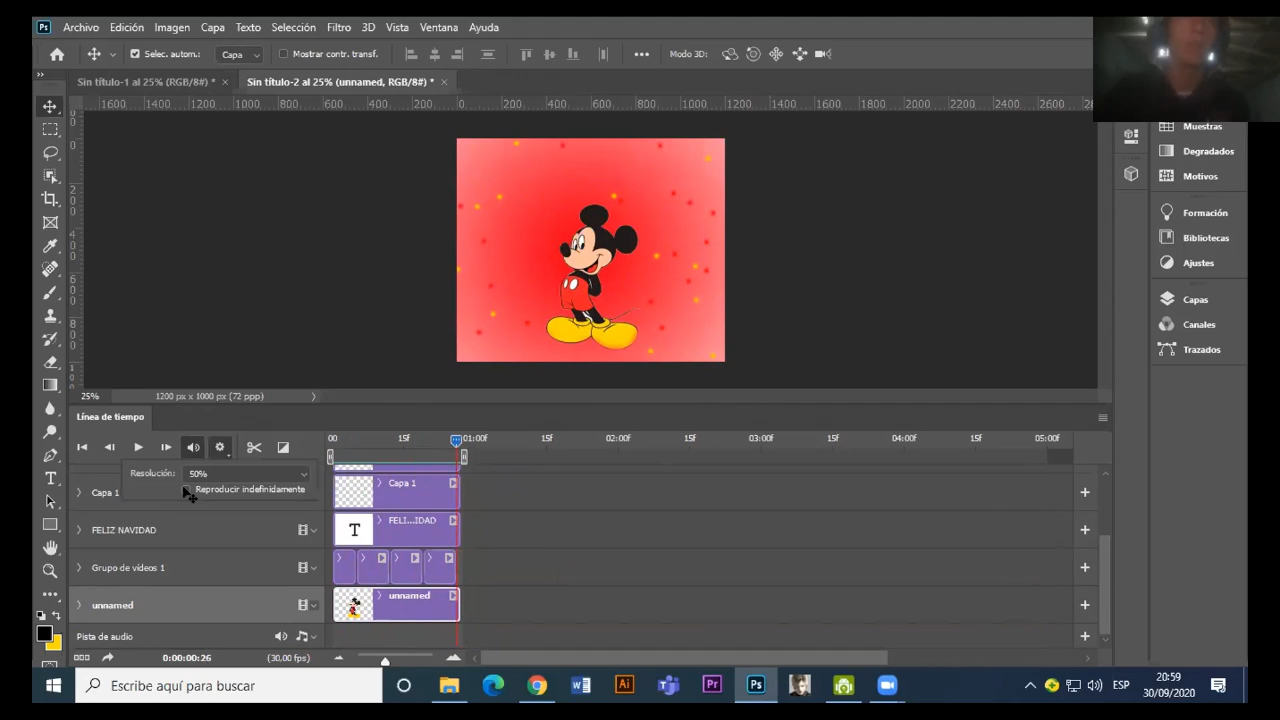 Ps Archivo Edición Imagen Capa Texto Selección Filtro 3D Vista Ventana Ayuda
Selec. autom.: Capa Mostrar contr. transf. ••• Modo 3D:
Sin título-1 al 25% (RGB/8#) * × Sin título-2 al 25% (unnamed, RGB/8#) * ×
1600 1400 1200 1000 800 600 400 200 0 200 400 600 800 1000 1200 1400 1600 1800 2000 2200 2400 2600
Muestras
Degradados
Motivos
Formación
Bibliotecas
Ajustes
Capas
Canales
Trazados
25% 1200 px x 1000 px (72 ppp)
Línea de tiempo
00 15f 01:00f 15f 02:00f 15f 03:00f 15f 04:00f 15f 05:00f
Resolución: 50%
Reproducir indefinidamente
Capa 1 Capa 1
FELIZ NAVIDAD T FELI...IDAD
Grupo de vídeos 1
unnamed unnamed
Pista de audio
0:00:00:26 (30,00 fps)
Escribe aquí para buscar Ai Pr Ps ESP 20:59
30/09/2020